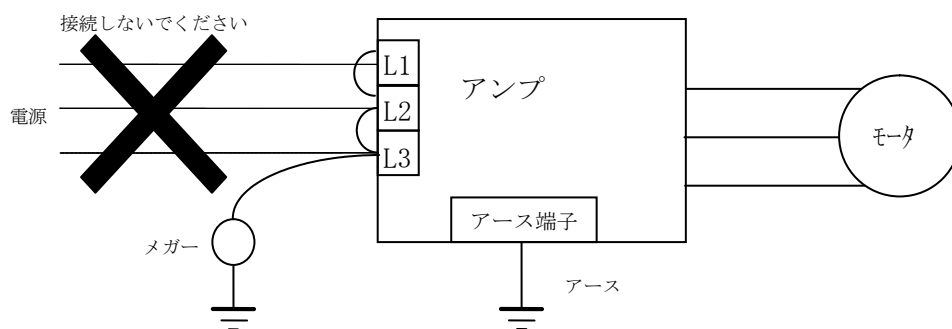 接続しないでください
電源
L1
L2
L3
アンプ
モータ
アース端子
メガー
アース